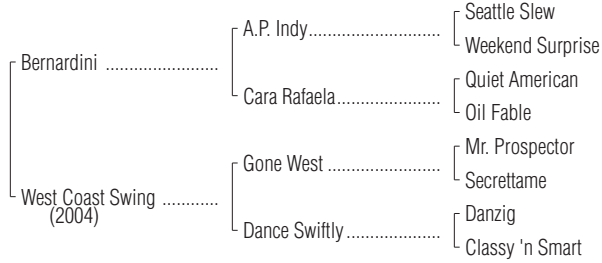 Seattle Slew
A.P. Indy
Weekend Surprise
Bernardini
Quiet American
Cara Rafaela
Oil Fable
Mr. Prospector
Gone West
Secrettame
West Coast Swing
(2004)
Danzig
Dance Swiftly
Classy 'n Smart